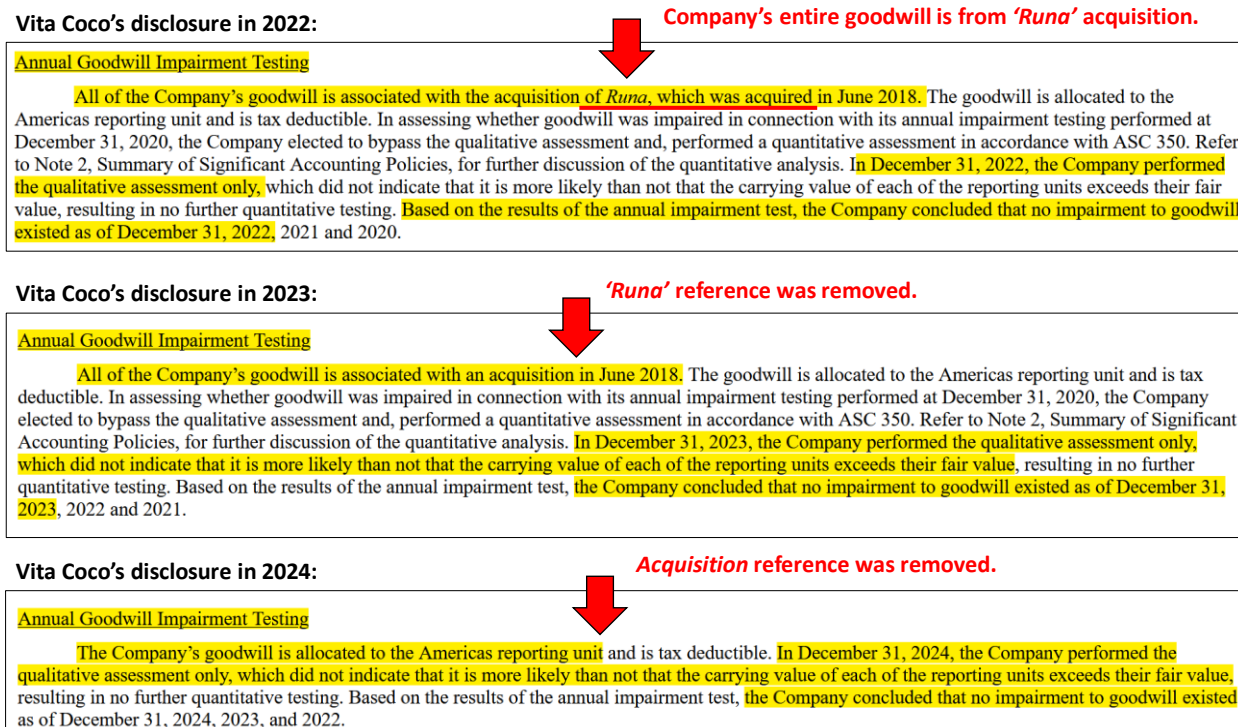 Vita Coco’s disclosure in 2022:
Company’s entire goodwill is from ‘Runa’ acquisition.
Annual Goodwill Impairment Testing
All of the Company’s goodwill is associated with the acquisition of Runa, which was acquired in June 2018. The goodwill is allocated to the
Americas reporting unit and is tax deductible. In assessing whether goodwill was impaired in connection with its annual impairment testing performed at
December 31, 2020, the Company elected to bypass the qualitative assessment and, performed a quantitative assessment in accordance with ASC 350. Refer
to Note 2, Summary of Significant Accounting Policies, for further discussion of the quantitative analysis. In December 31, 2022, the Company performed
the qualitative assessment only, which did not indicate that it is more likely than not that the carrying value of each of the reporting units exceeds their fair
value, resulting in no further quantitative testing. Based on the results of the annual impairment test, the Company concluded that no impairment to goodwill
existed as of December 31, 2022, 2021 and 2020.
Vita Coco’s disclosure in 2023:
‘Runa’ reference was removed.
Annual Goodwill Impairment Testing
All of the Company’s goodwill is associated with an acquisition in June 2018. The goodwill is allocated to the Americas reporting unit and is tax
deductible. In assessing whether goodwill was impaired in connection with its annual impairment testing performed at December 31, 2020, the Company
elected to bypass the qualitative assessment and, performed a quantitative assessment in accordance with ASC 350. Refer to Note 2, Summary of Significant
Accounting Policies, for further discussion of the quantitative analysis. In December 31, 2023, the Company performed the qualitative assessment only,
which did not indicate that it is more likely than not that the carrying value of each of the reporting units exceeds their fair value, resulting in no further
quantitative testing. Based on the results of the annual impairment test, the Company concluded that no impairment to goodwill existed as of December 31,
2023, 2022 and 2021.
Vita Coco’s disclosure in 2024:
Acquisition reference was removed.
Annual Goodwill Impairment Testing
The Company’s goodwill is allocated to the Americas reporting unit and is tax deductible. In December 31, 2024, the Company performed the
qualitative assessment only, which did not indicate that it is more likely than not that the carrying value of each of the reporting units exceeds their fair value,
resulting in no further quantitative testing. Based on the results of the annual impairment test, the Company concluded that no impairment to goodwill existed
as of December 31, 2024, 2023, and 2022.